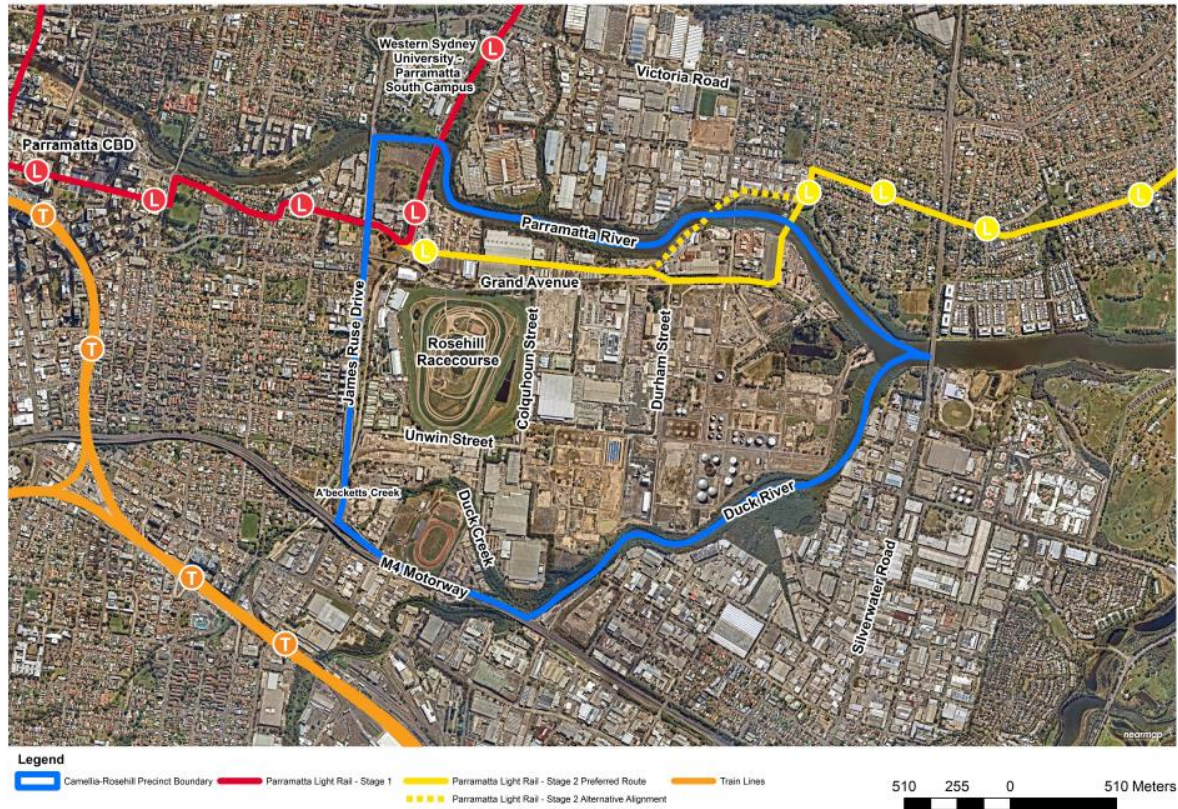 Western Sydney
University -
Parramatta
South Campus
L
Victoria Road
Parramatta CBD
L
L
L
L
L
L
L
L
T
L
Parramatta River
L
Grand Avenue
James Ruse Drive
Rosehill
Racecourse
Colquhoun Street
Durham Street
T
Unwin Street
A'becketts Creek
Duck Creek
Duck River
M4 Motorway
Silverwater Road
T
T
nearmap
Legend
Camellia-Rosehill Precinct Boundary
Parramatta Light Rail - Stage 1
Parramatta Light Rail - Stage 2 Preferred Route
Train Lines
Parramatta Light Rail - Stage 2 Alternative Alignment
510 255 0 510 Meters